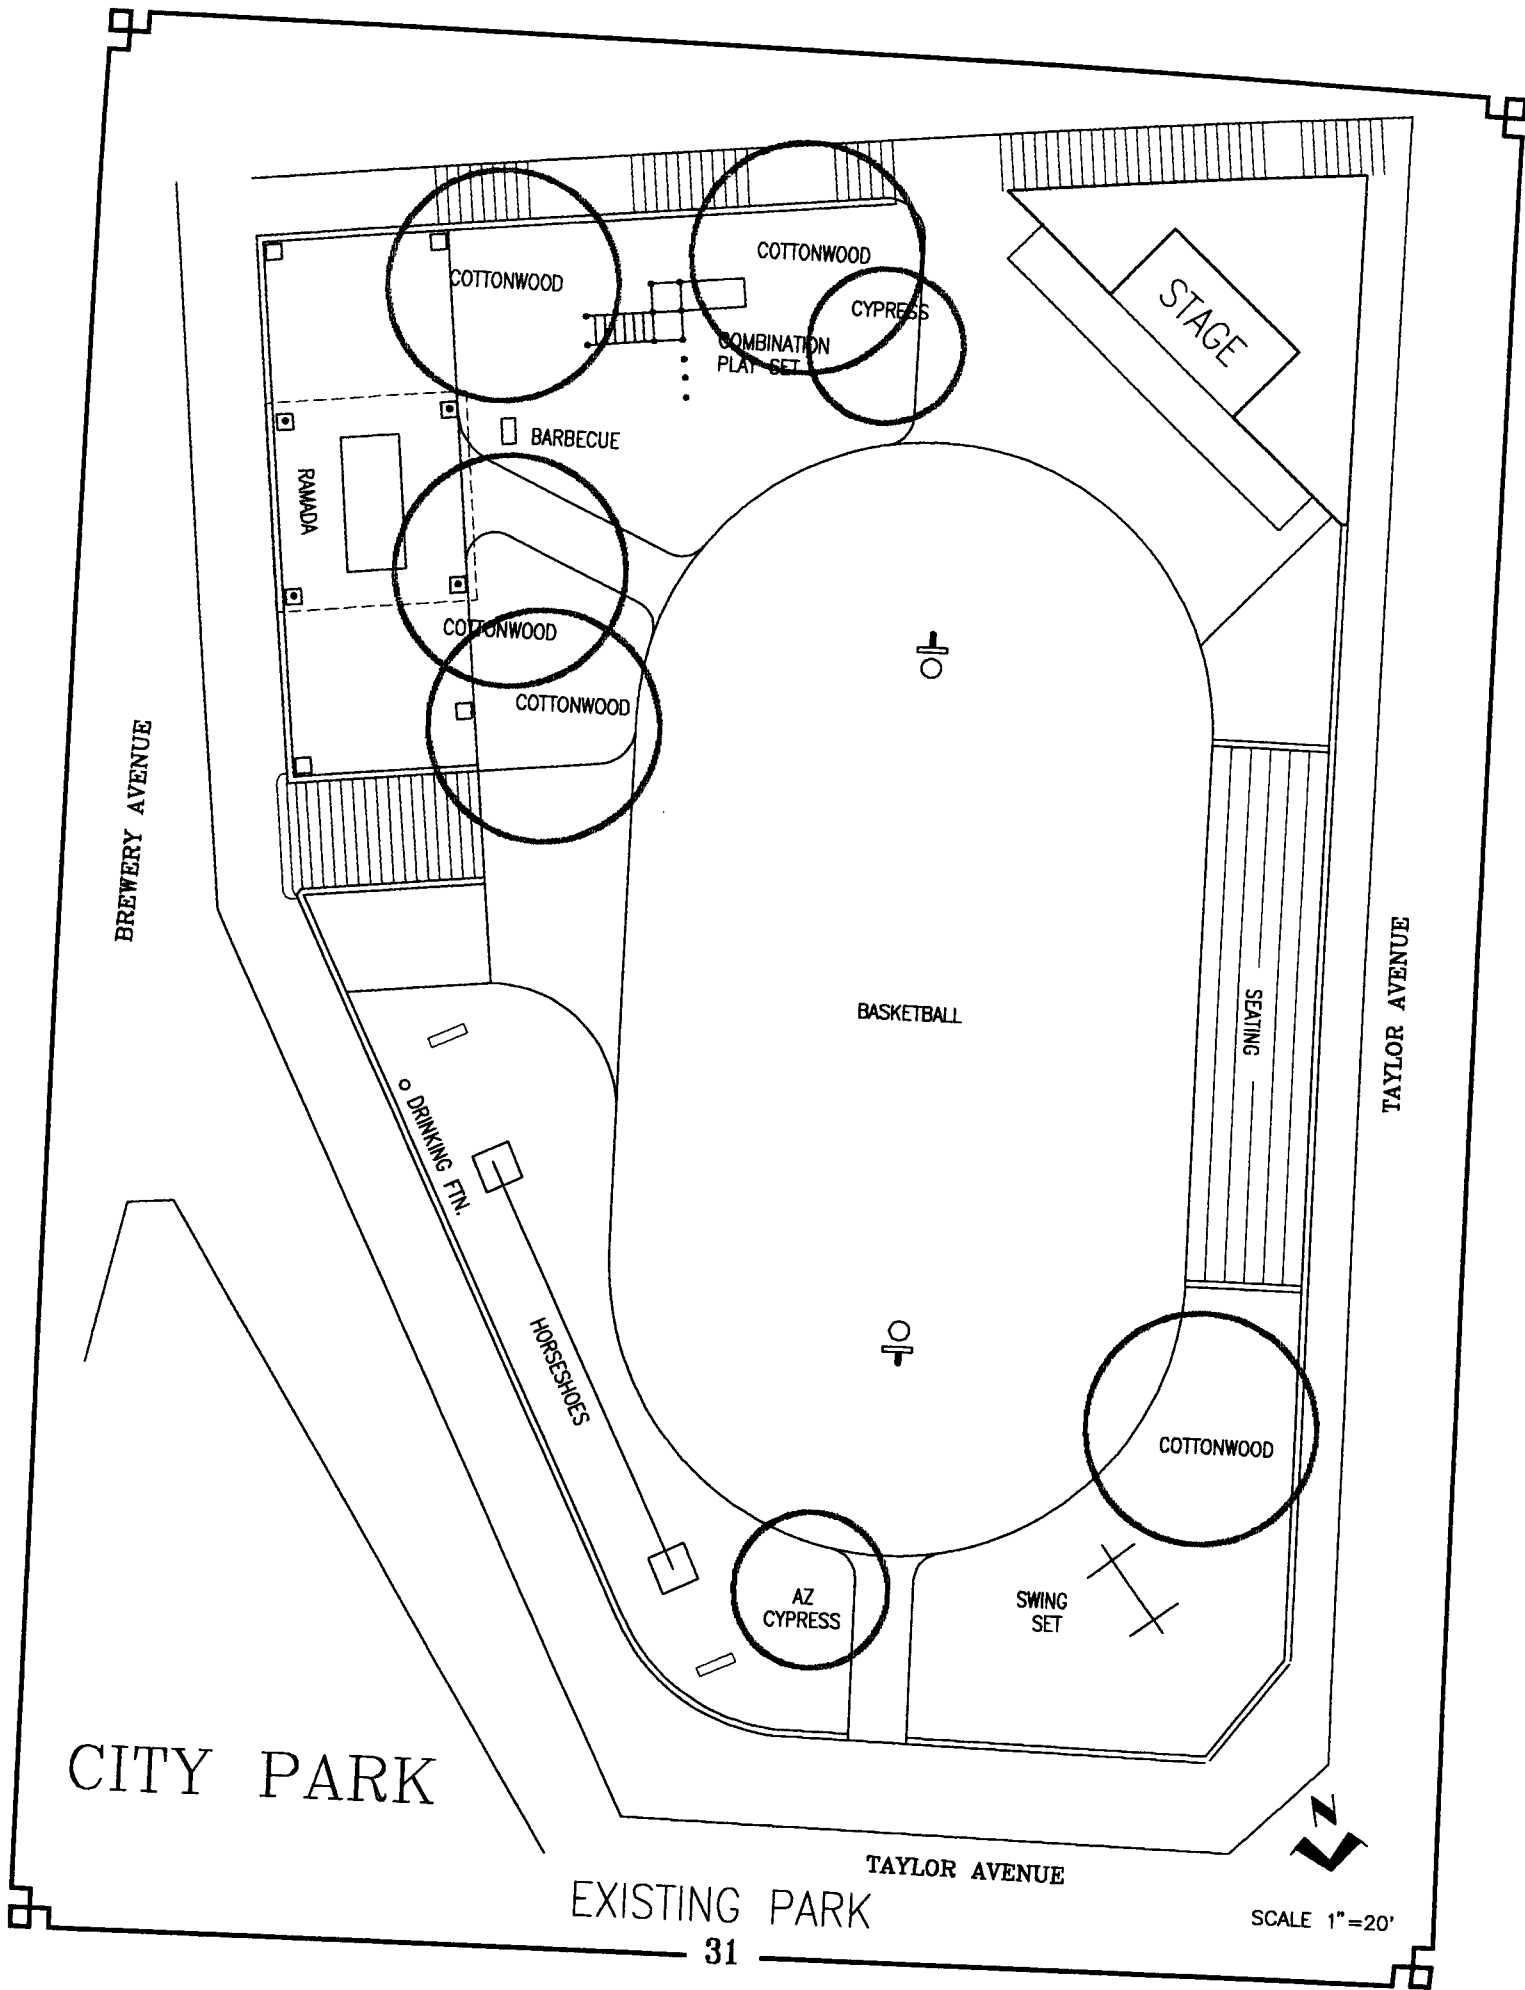 COTTONWOOD
COTTONWOOD
CYPRESS
STAGE
COMBINATION
PLAY SET
BARBECUE
RAMADA
COTTONWOOD
COTTONWOOD
BREWERY AVENUE
BASKETBALL
SEATING
TAYLOR AVENUE
DRINKING FTN.
HORSESHOES
COTTONWOOD
AZ
CYPRESS
SWING
SET
CITY PARK
N
TAYLOR AVENUE
EXISTING PARK
SCALE 1"=20'
31